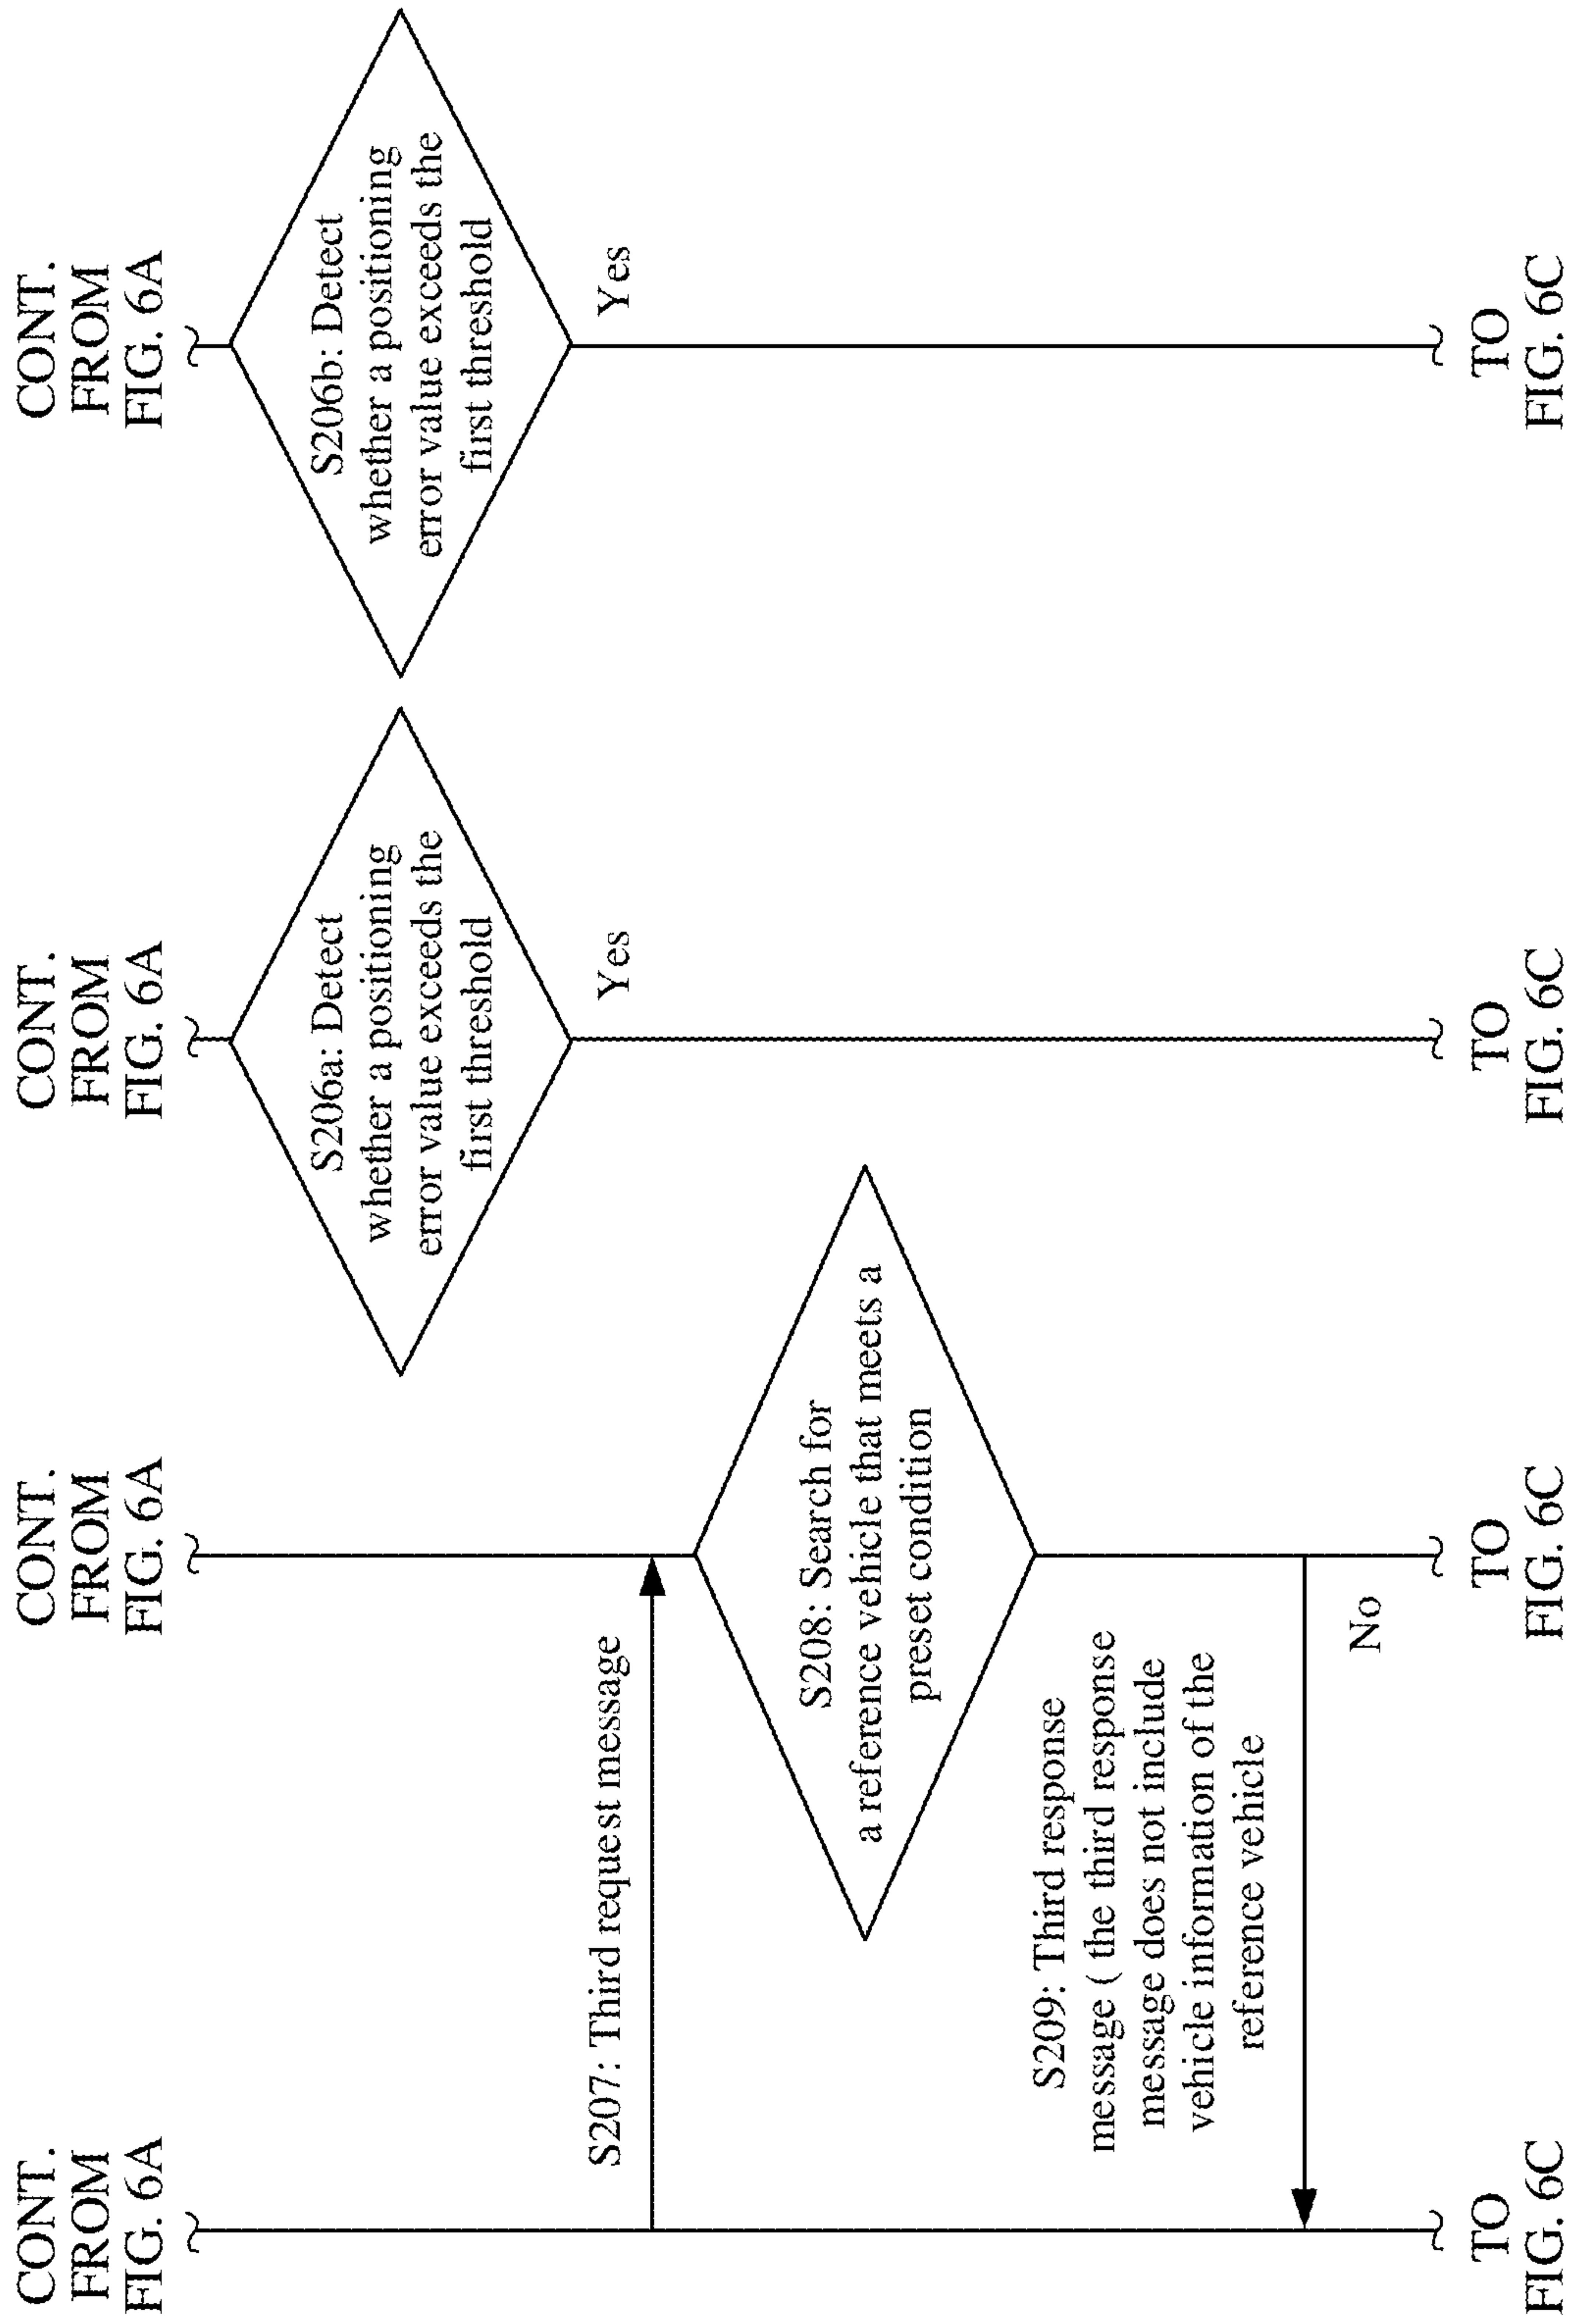 CONT.
FROM
FIG. 6A
CONT.
FROM
FIG. 6A
CONT.
FROM
FIG. 6A
CONT.
FROM
FIG. 6A
S206a: Detect
whether a positioning
error value exceeds the
first threshold
S206b: Detect
whether a positioning
error value exceeds the
first threshold
Yes
Yes
S207: Third request message
S208: Search for
a reference vehicle that meets a
preset condition
S209: Third response
message ( the third response
message does not include
vehicle information of the
reference vehicle
No
TO
FIG. 6C
TO
FIG. 6C
TO
FIG. 6C
TO
FIG. 6C